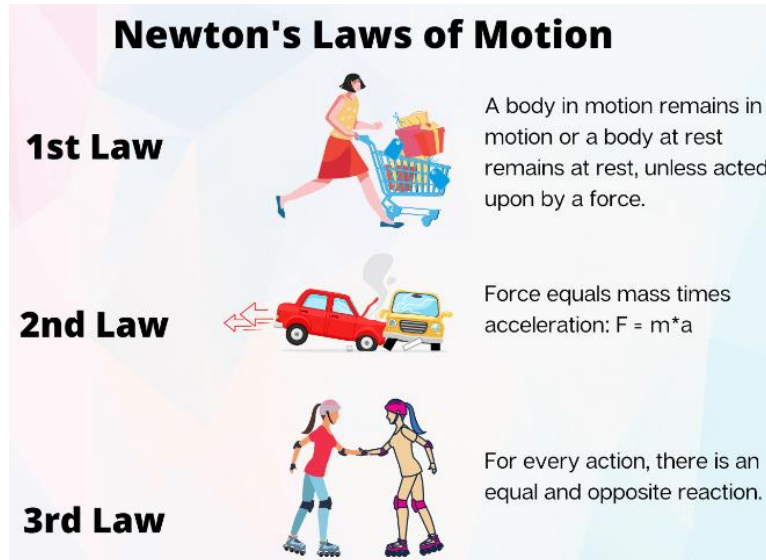 Newton's Laws of Motion
1st Law
A body in motion remains in
motion or a body at rest
remains at rest, unless acted
upon by a force.
2nd Law
Force equals mass times
acceleration: F = m*a
3rd Law
For every action, there is an
equal and opposite reaction.